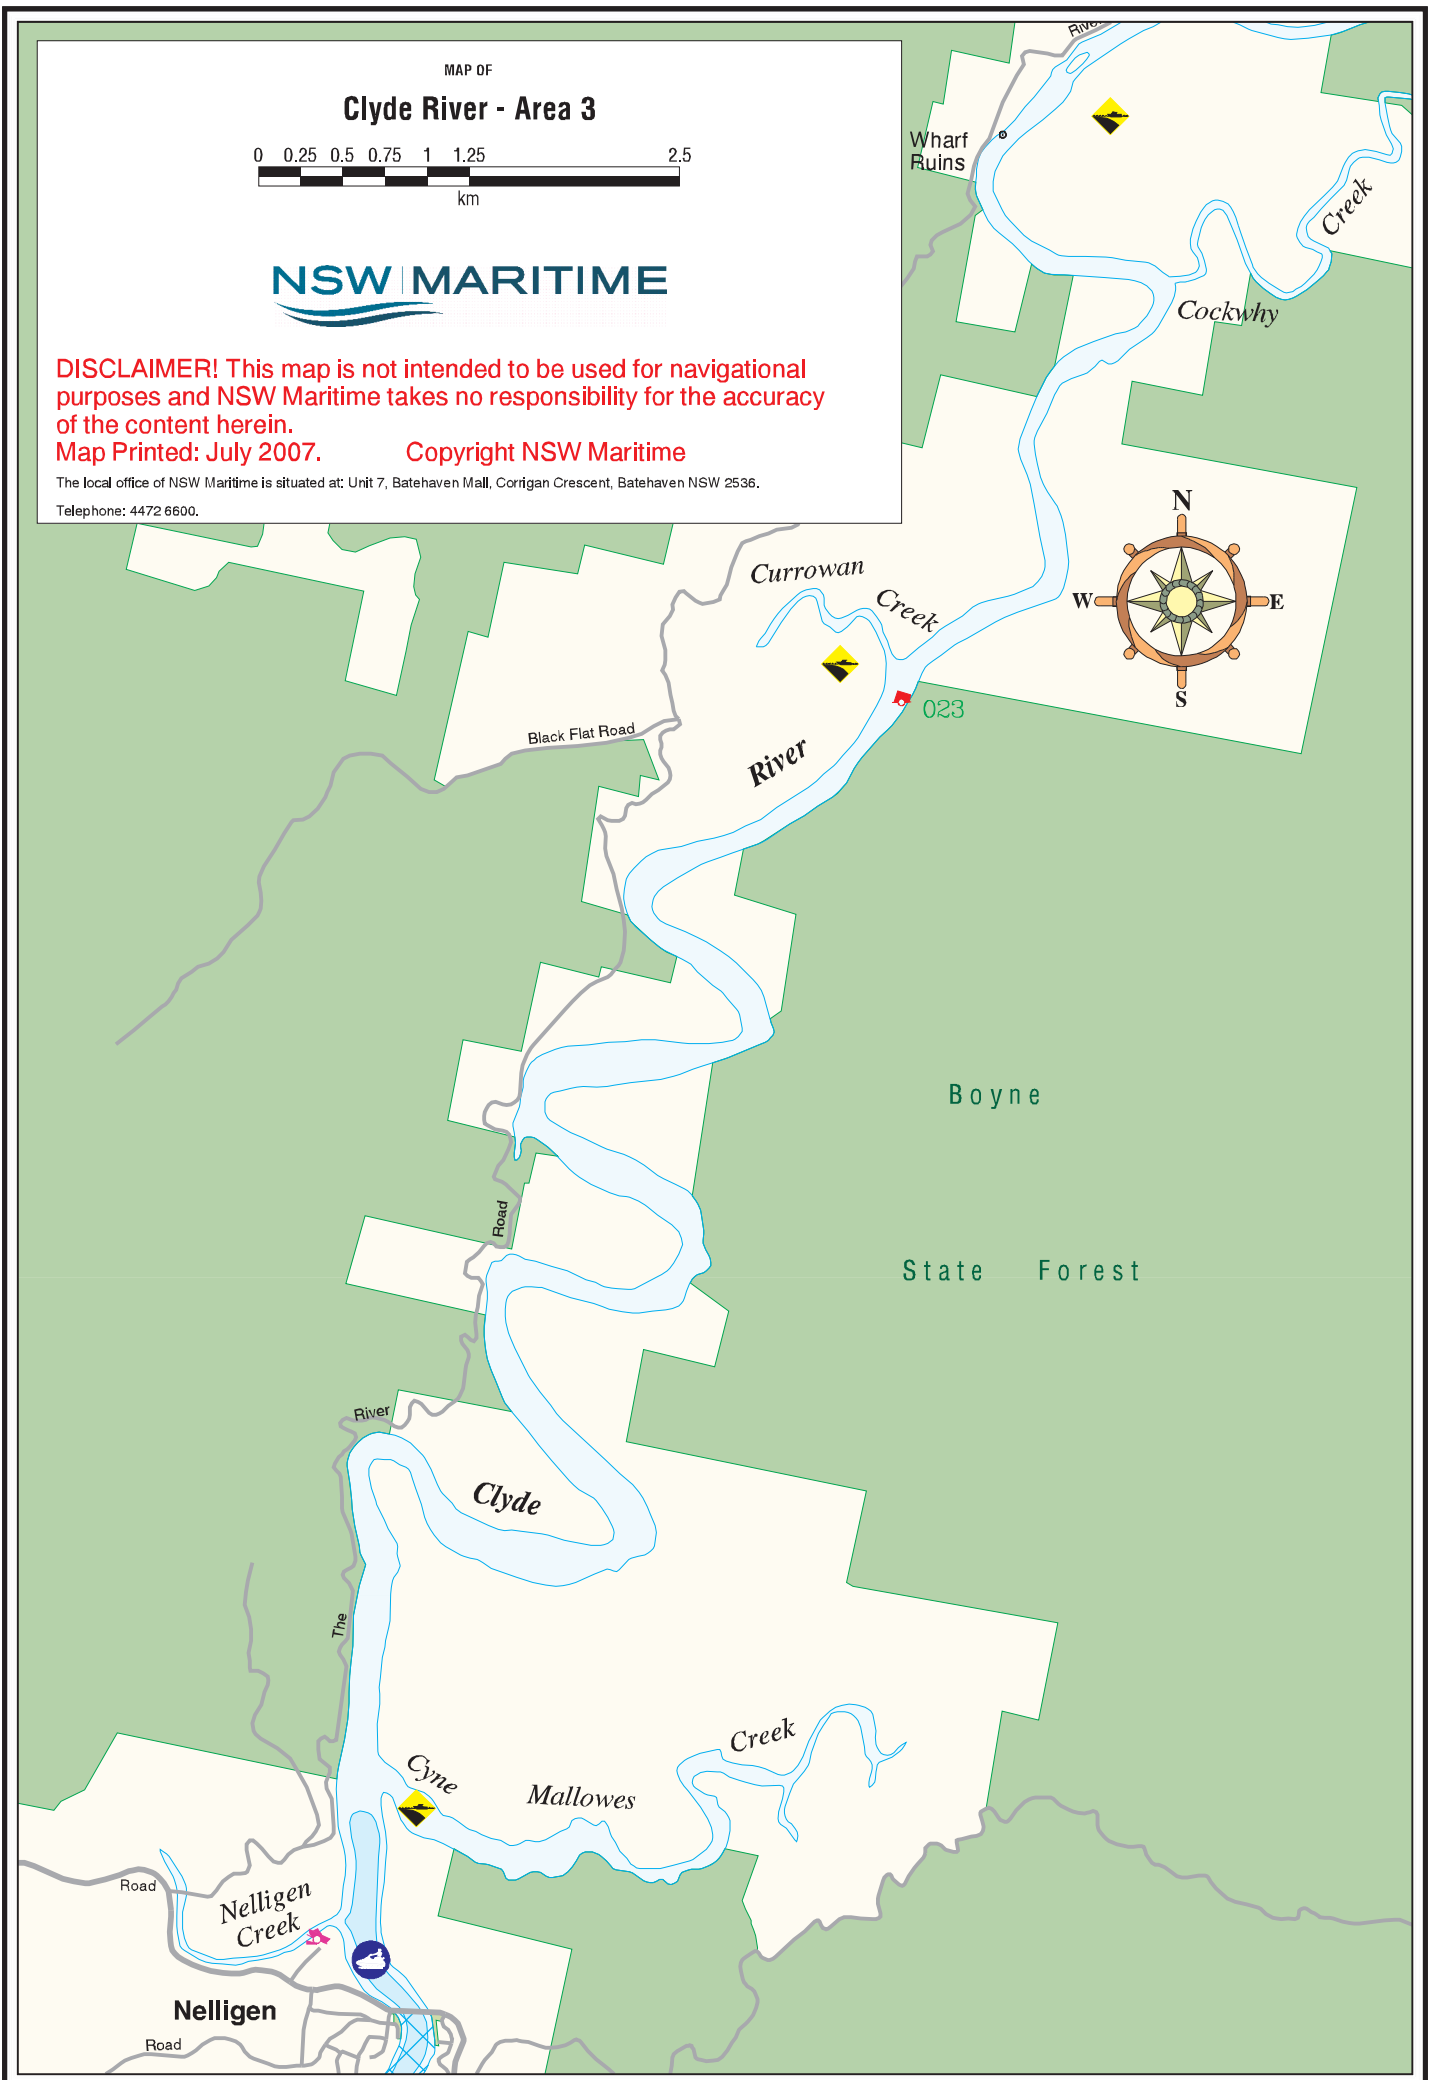 MAP OF
Clyde River - Area 3
0 0.25 0.5 0.75 1 1.25 2.5
km
NSW MARITIME
DISCLAIMER! This map is not intended to be used for navigational
purposes and NSW Maritime takes no responsibility for the accuracy
of the content herein.
Map Printed: July 2007. Copyright NSW Maritime
The local office of NSW Maritime is situated at: Unit 7, Batehaven Mall, Corrigan Crescent, Batehaven NSW 2536.
Telephone: 4472 6600.
River
Wharf
Ruins
Creek
Cockwhy
N
W E
S
Currowan
Creek
023
River
Black Flat Road
Boyne
State Forest
Road
River
Clyde
The
Cyne
Mallowes
Creek
Road
Nelligen
Creek
Nelligen
Road